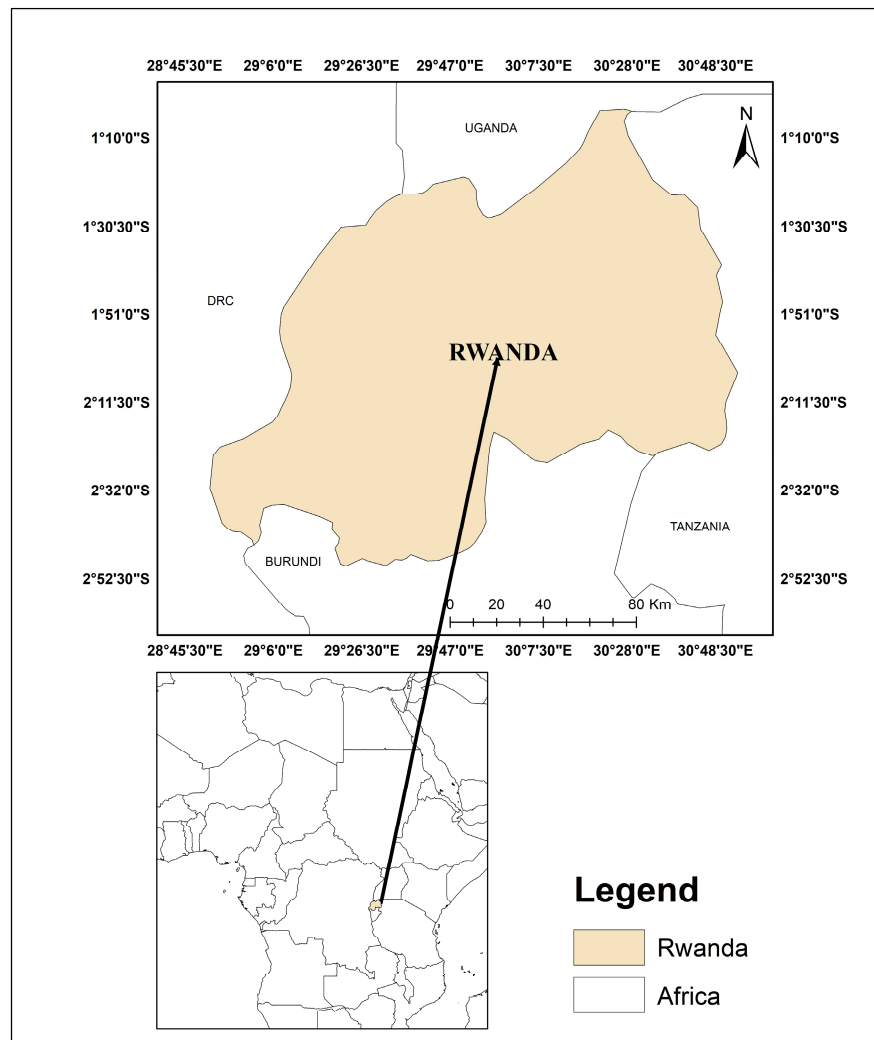 28°45'30"E 29°6'0"E 29°26'30"E 29°47'0"E 30°7'30"E 30°28'0"E 30°48'30"E
N
UGANDA
1°10'0"S 1°10'0"S
1°30'30"S 1°30'30"S
DRC
1°51'0"S 1°51'0"S
RWANDA
2°11'30"S 2°11'30"S
2°32'0"S 2°32'0"S
TANZANIA
BURUNDI
2°52'30"S 2°52'30"S
0 20 40 80 Km
28°45'30"E 29°6'0"E 29°26'30"E 29°47'0"E 30°7'30"E 30°28'0"E 30°48'30"E
Legend
Rwanda
Africa